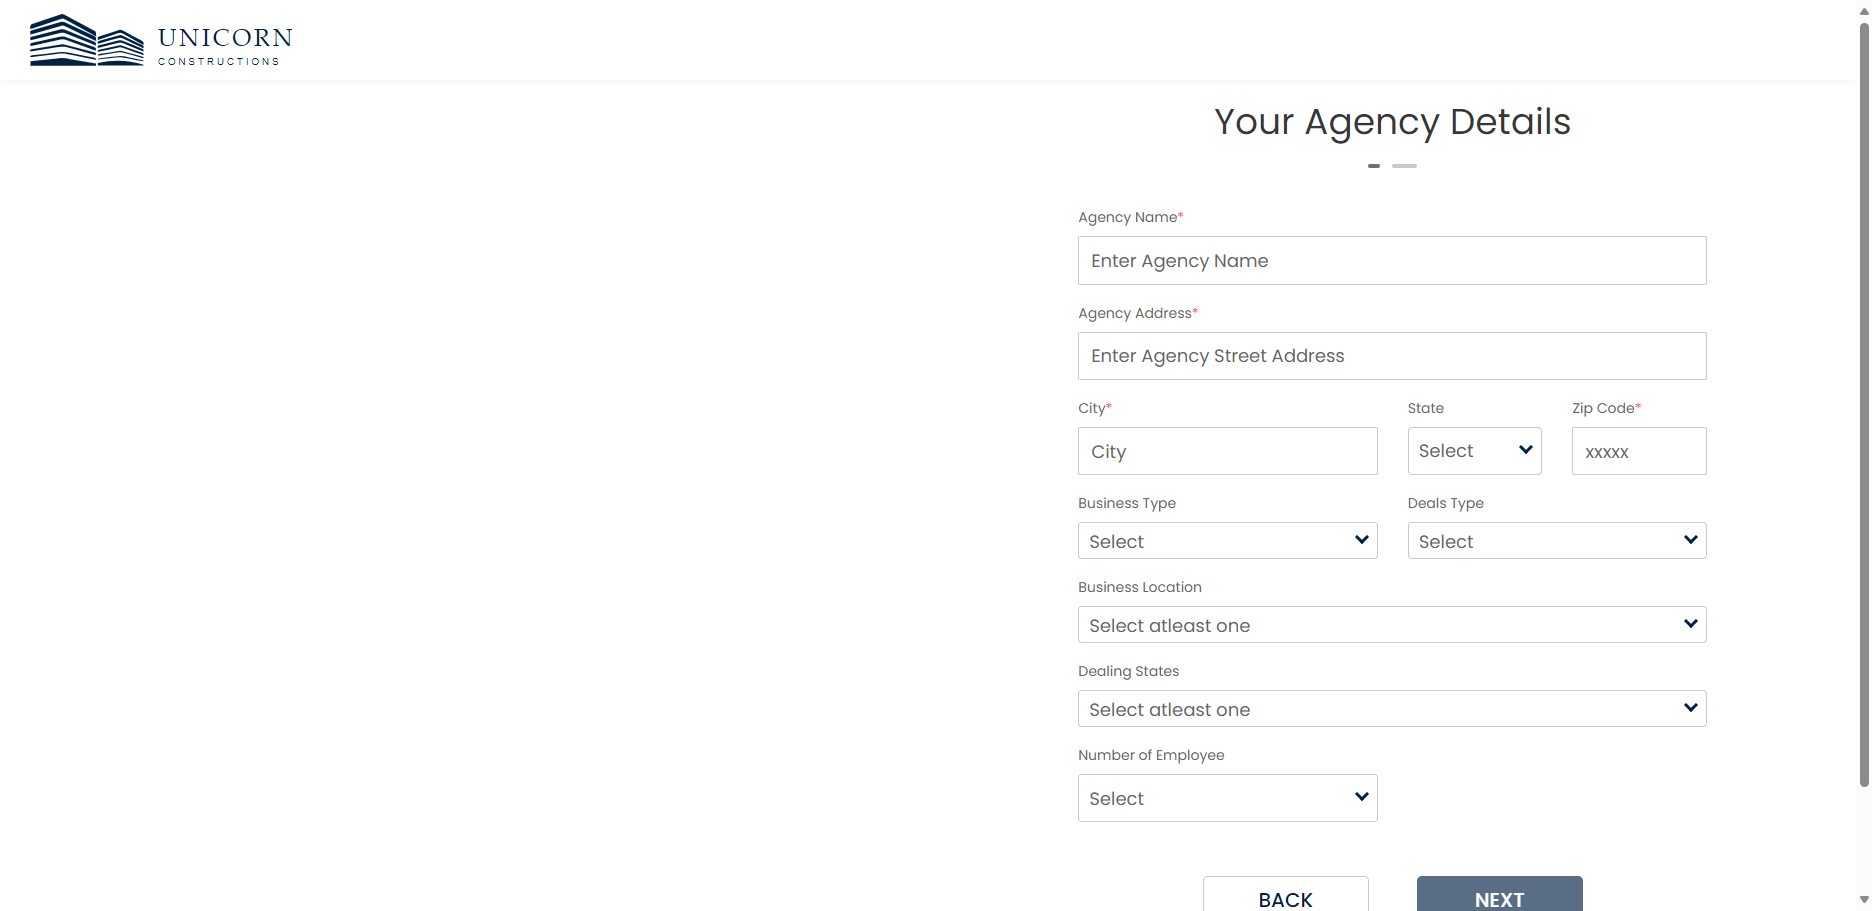 UNICORN
CONSTRUCTIONS
Your Agency Details
Agency Name*
Enter Agency Name
Agency Address*
Enter Agency Street Address
City* State Zip Code*
City Select xxxxx
Business Type Deals Type
Select Select
Business Location
Select atleast one
Dealing States
Select atleast one
Number of Employee
Select
BACK NEXT